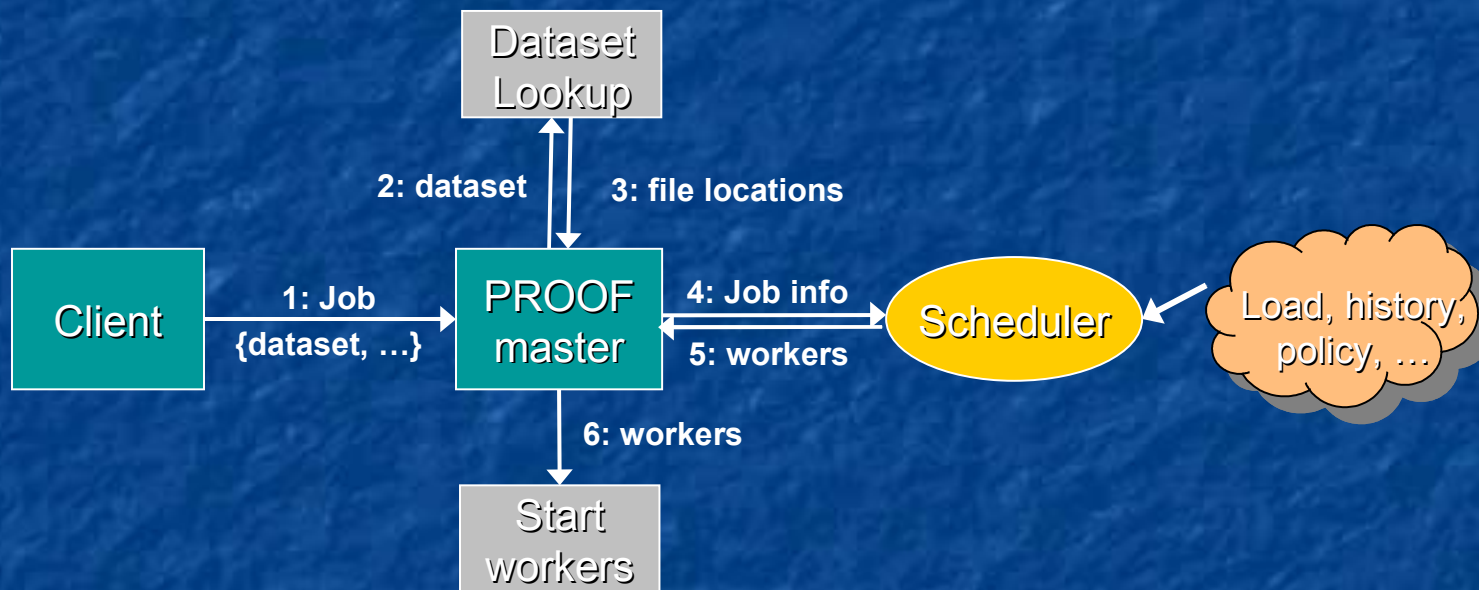 Dataset
Lookup
2: dataset
3: file locations
Client
1: Job
{dataset, …}
PROOF
master
4: Job info
5: workers
Scheduler
Load, history,
policy, …
6: workers
Start
workers